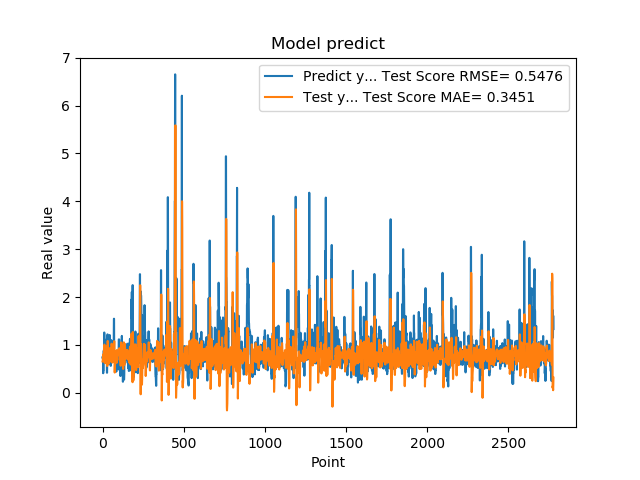 Model predict
Predict y... Test Score RMSE= 0.5476
Test y... Test Score MAE= 0.3451
Real value
7
6
5
4
3
2
1
0
0 500 1000 1500 2000 2500
Point